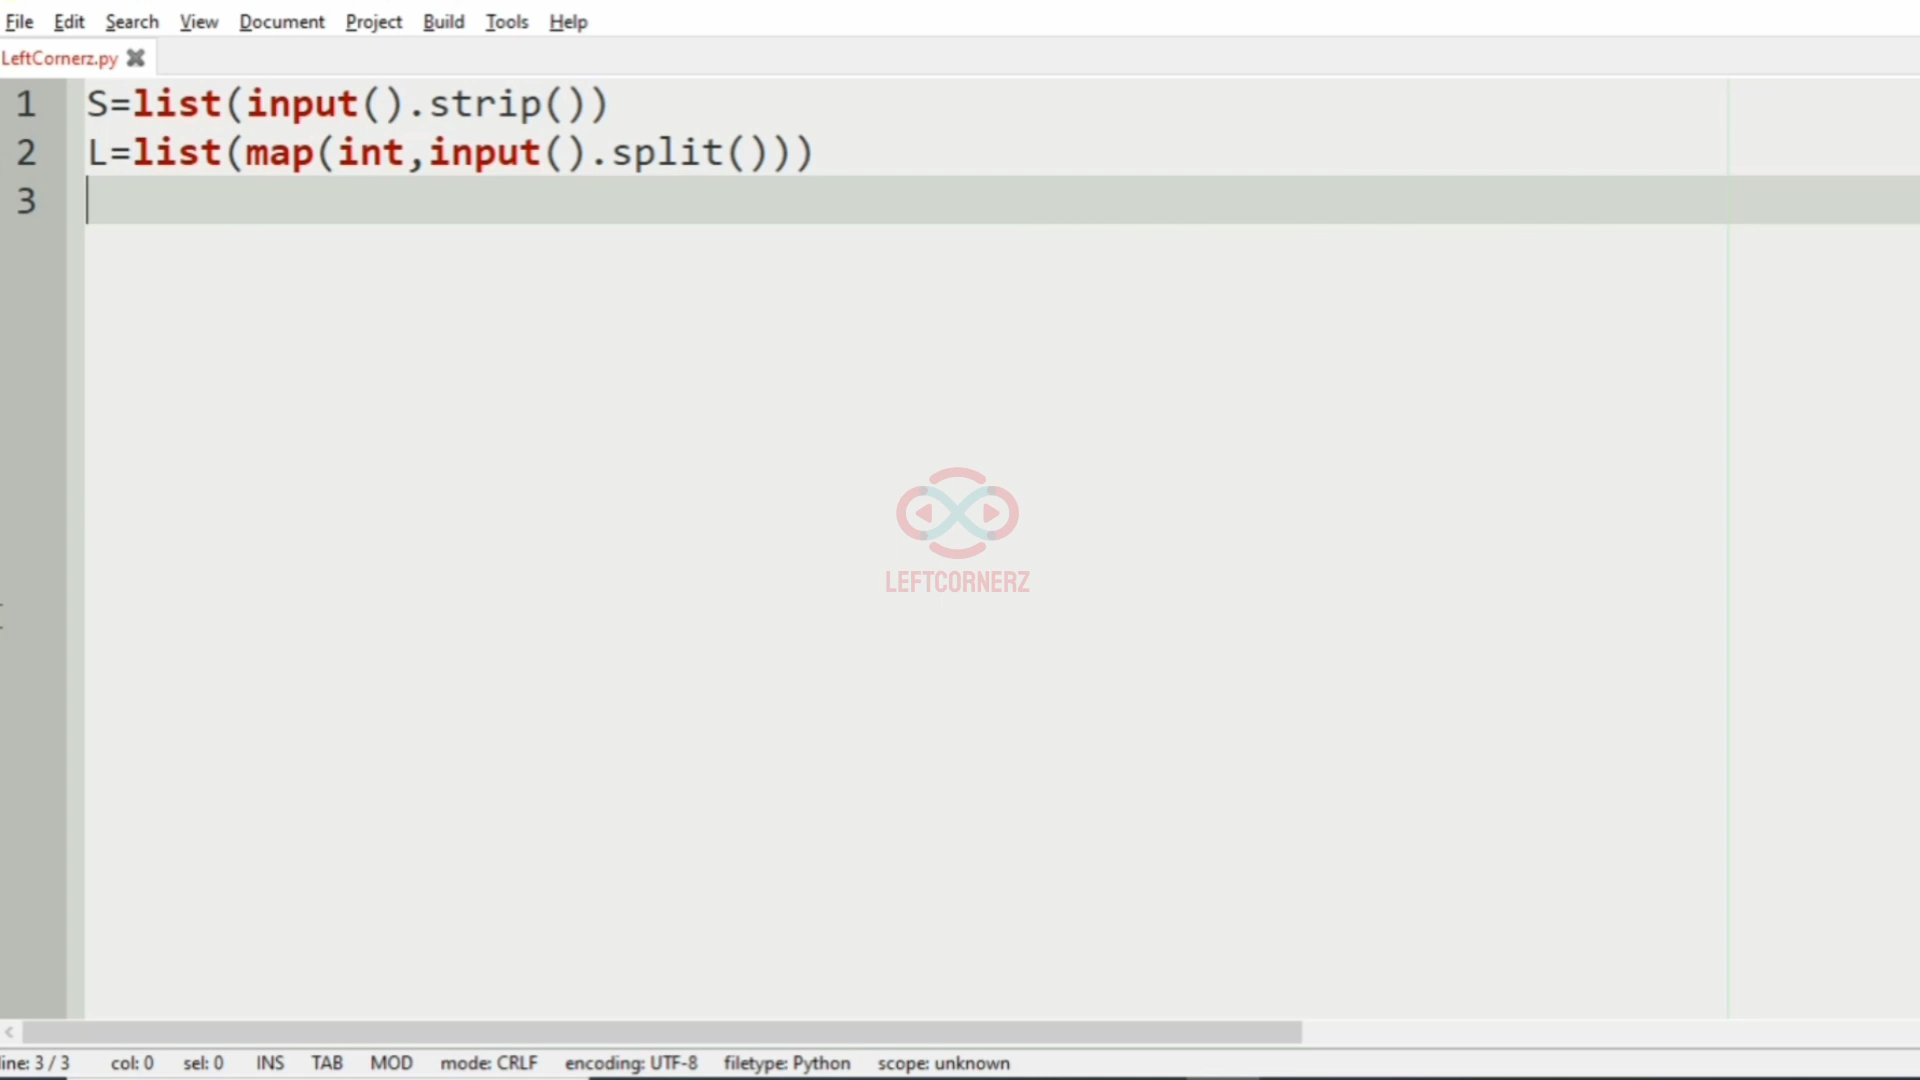 File Edit Search View Document Project Build Tools Help
LeftCornerz.py
1 S=list(input().strip())
2 L=list(map(int,input().split()))
3
LEFTCORNERZ
line: 3 / 3 col: 0 sel: 0 INS TAB MOD mode: CRLF encoding: UTF-8 filetype: Python scope: unknown